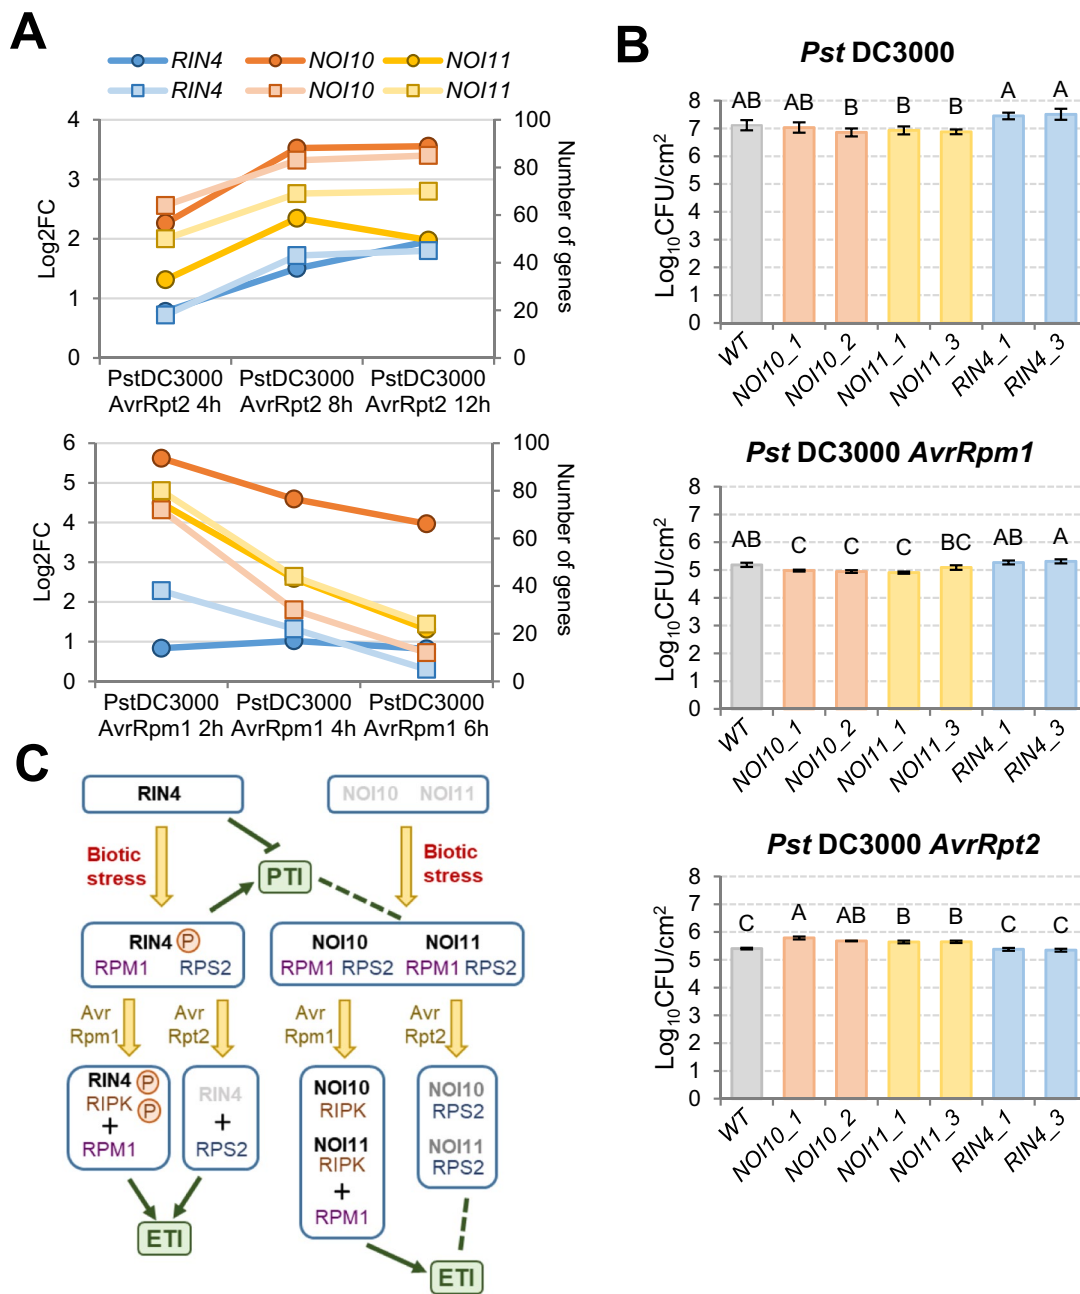 A
RIN4 NOI10 NOI11
RIN4 NOI10 NOI11
4
3
2
1
0
Log2FC
100
80
60
40
20
0
Number of genes
PstDC3000 PstDC3000 PstDC3000
AvrRpt2 4h AvrRpt2 8h AvrRpt2 12h
6
5
4
3
2
1
0
Log2FC
100
80
60
40
20
0
Number of genes
PstDC3000 PstDC3000 PstDC3000
AvrRpm1 2h AvrRpm1 4h AvrRpm1 6h
B
Pst DC3000
8
7
6
5
4
3
2
1
0
Log10CFU/cm2
AB AB B B B A A
WT NOI10_1 NOI10_2 NOI11_1 NOI11_3 RIN4_1 RIN4_3
Pst DC3000 AvrRpm1
8
7
6
5
4
3
2
1
0
Log10CFU/cm2
AB C C C BC AB A
WT NOI10_1 NOI10_2 NOI11_1 NOI11_3 RIN4_1 RIN4_3
Pst DC3000 AvrRpt2
8
7
6
5
4
3
2
1
0
Log10CFU/cm2
C A AB B B C C
WT NOI10_1 NOI10_2 NOI11_1 NOI11_3 RIN4_1 RIN4_3
C
RIN4
NOI10 NOI11
Biotic
stress
PTI
Biotic
stress
RIN4 P
RPM1 RPS2
NOI10 NOI11
RPM1 RPS2 RPM1 RPS2
Avr
Rpm1
Avr
Rpt2
Avr
Rpm1
Avr
Rpt2
RIN4 P
RIPK P
+
RPM1
RIN4
+
RPS2
NOI10
RIPK
NOI11
RIPK
+
RPM1
NOI10
RPS2
NOI11
RPS2
ETI
ETI